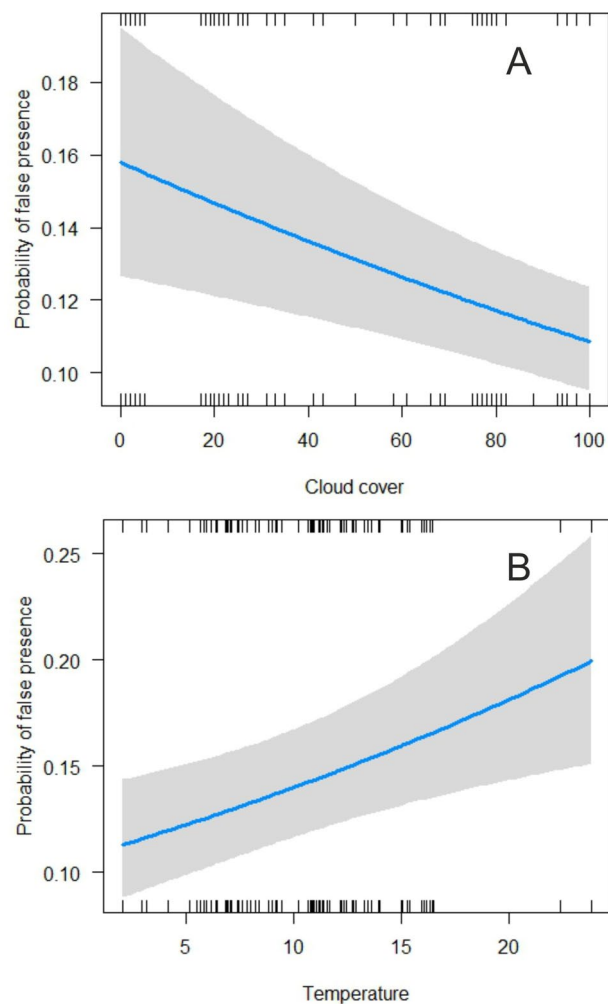 A
0.18
0.16
0.14
0.12
0.10
Probability of false presence
0 20 40 60 80 100
Cloud cover
B
0.25
0.20
0.15
0.10
Probability of false presence
5 10 15 20
Temperature